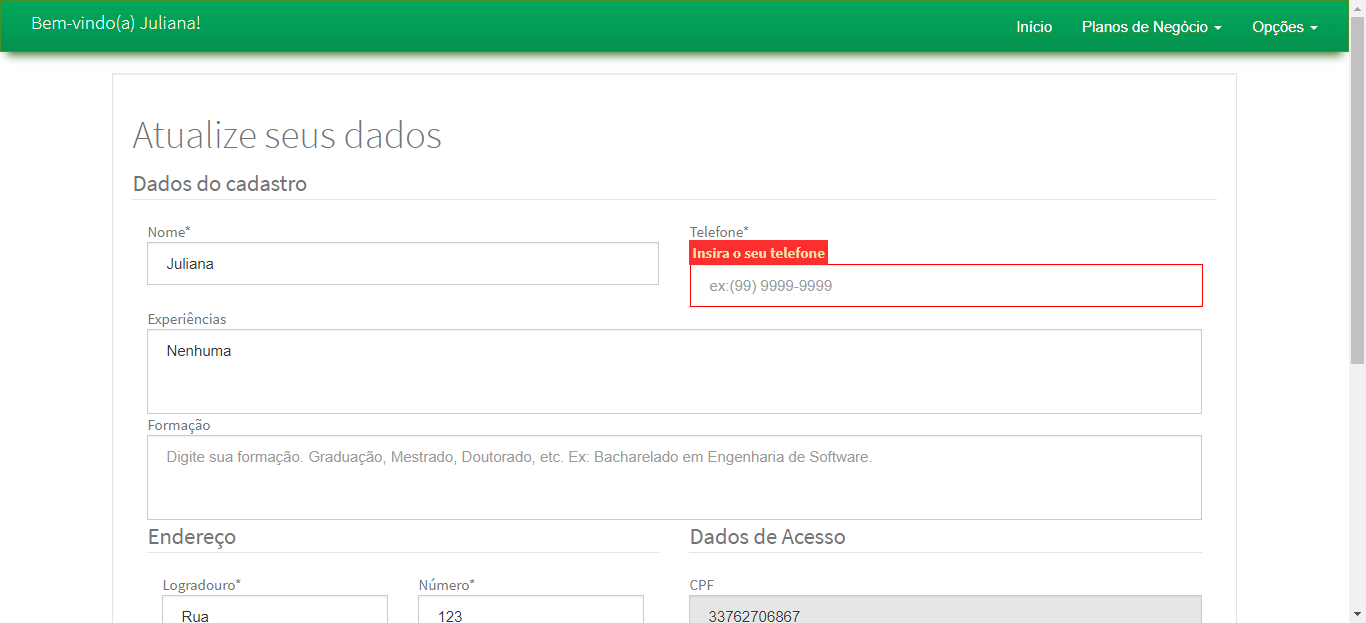 Bem-vindo(a) Juliana!
Início
Planos de Negócio
Opções
Atualize seus dados
Dados do cadastro
Nome*
Telefone*
Insira o seu telefone
Juliana
ex:(99) 9999-9999
Experiências
Nenhuma
Formação
Digite sua formação. Graduação, Mestrado, Doutorado, etc. Ex: Bacharelado em Engenharia de Software.
Endereço
Dados de Acesso
Logradouro*
Número*
CPF
Rua
123
33762706867